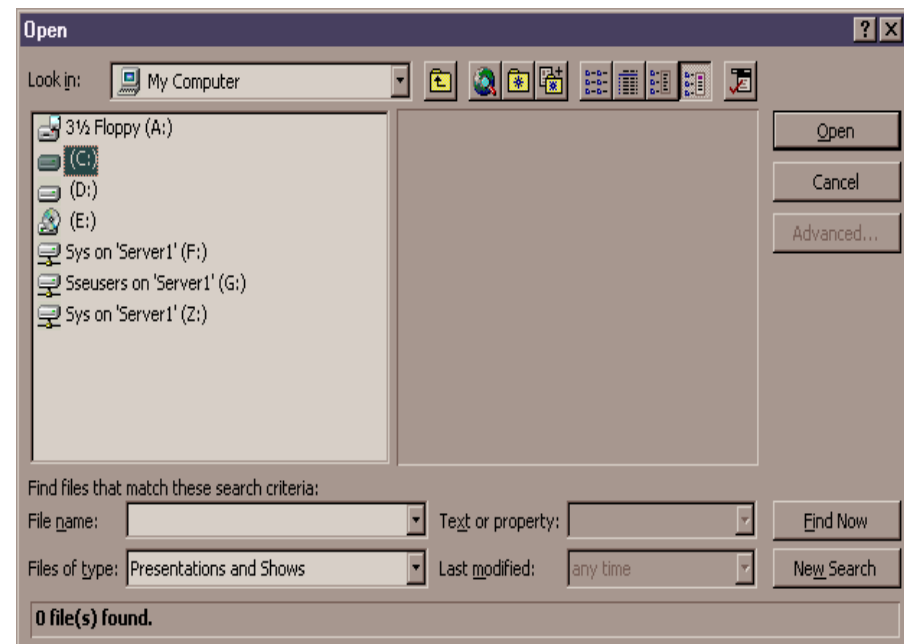 Open
Look in: My Computer
3½ Floppy (A:)
(C:)
(D:)
(E:)
Sys on 'Server1' (F:)
Sseusers on 'Server1' (G:)
Sys on 'Server1' (Z:)
Open
Cancel
Advanced...
Find files that match these search criteria:
File name: Text or property: Find Now
Files of type: Presentations and Shows Last modified: any time New Search
0 file(s) found.